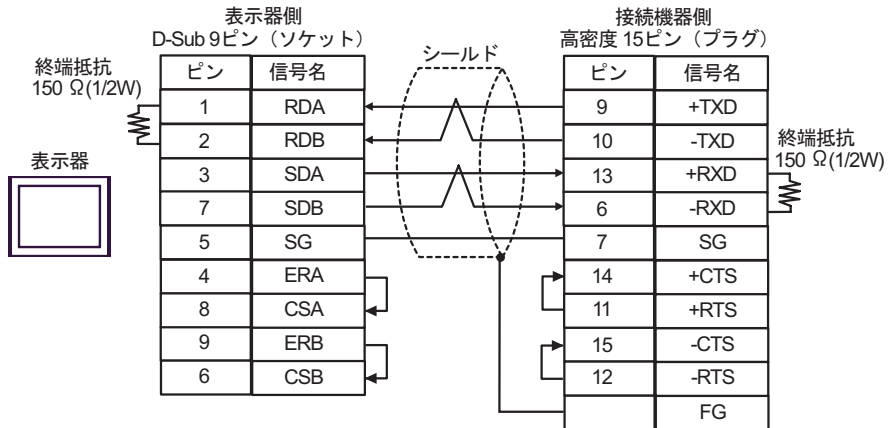 表示器側
D-Sub 9ピン（ソケット）
接続機器側
高密度 15ピン（プラグ）
シールド
終端抵抗
150 Ω(1/2W)
表示器
終端抵抗
150 Ω(1/2W)
ピン 信号名
1 RDA
2 RDB
3 SDA
7 SDB
5 SG
4 ERA
8 CSA
9 ERB
6 CSB
ピン 信号名
9 +TXD
10 -TXD
13 +RXD
6 -RXD
7 SG
14 +CTS
11 +RTS
15 -CTS
12 -RTS
FG